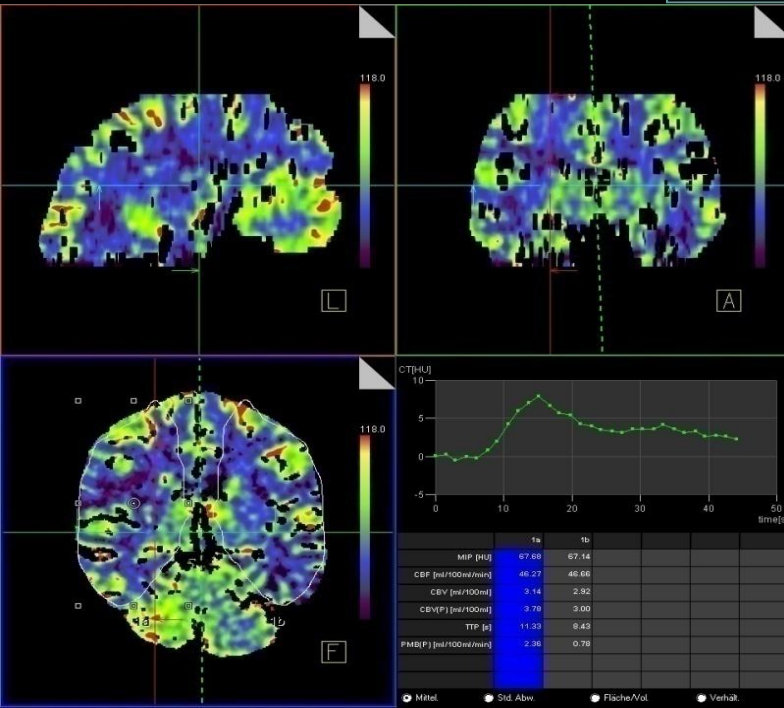 118.0
118.0
L
A
118.0
1a
1b
F
CT[HU]
10
5
0
-5
0 10 20 30 40 50
time[s
1a 1b
MIP [HU] 67.68 67.14
CBF [ml/100ml/min] 46.27 46.66
CBV [ml/100ml] 3.14 2.92
CBV(P) [ml/100ml] 3.78 3.00
TTP [s] 11.33 8.43
PMB(P) [ml/100ml/min] 2.36 0.78
Mittel. Std. Abw. Fläche/Vol. Verhält.